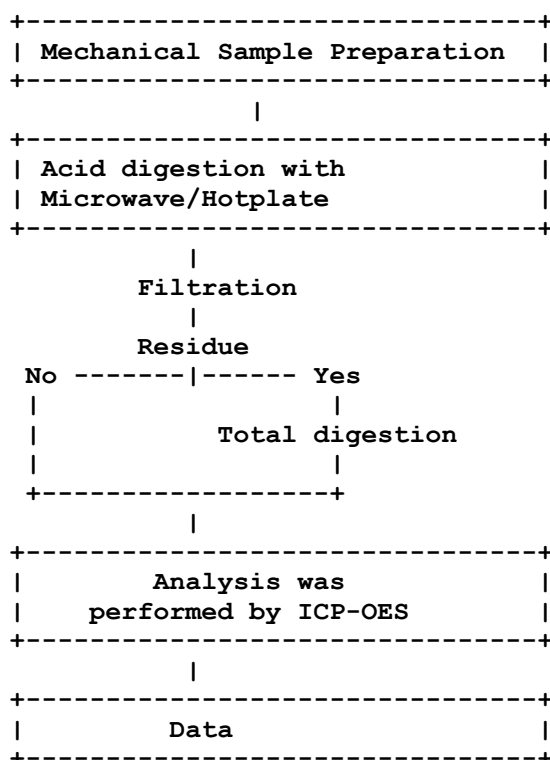 Mechanical Sample Preparation
Acid digestion with
Microwave/Hotplate
Filtration
Residue
No Yes
Total digestion
Analysis was
performed by ICP-OES
Data